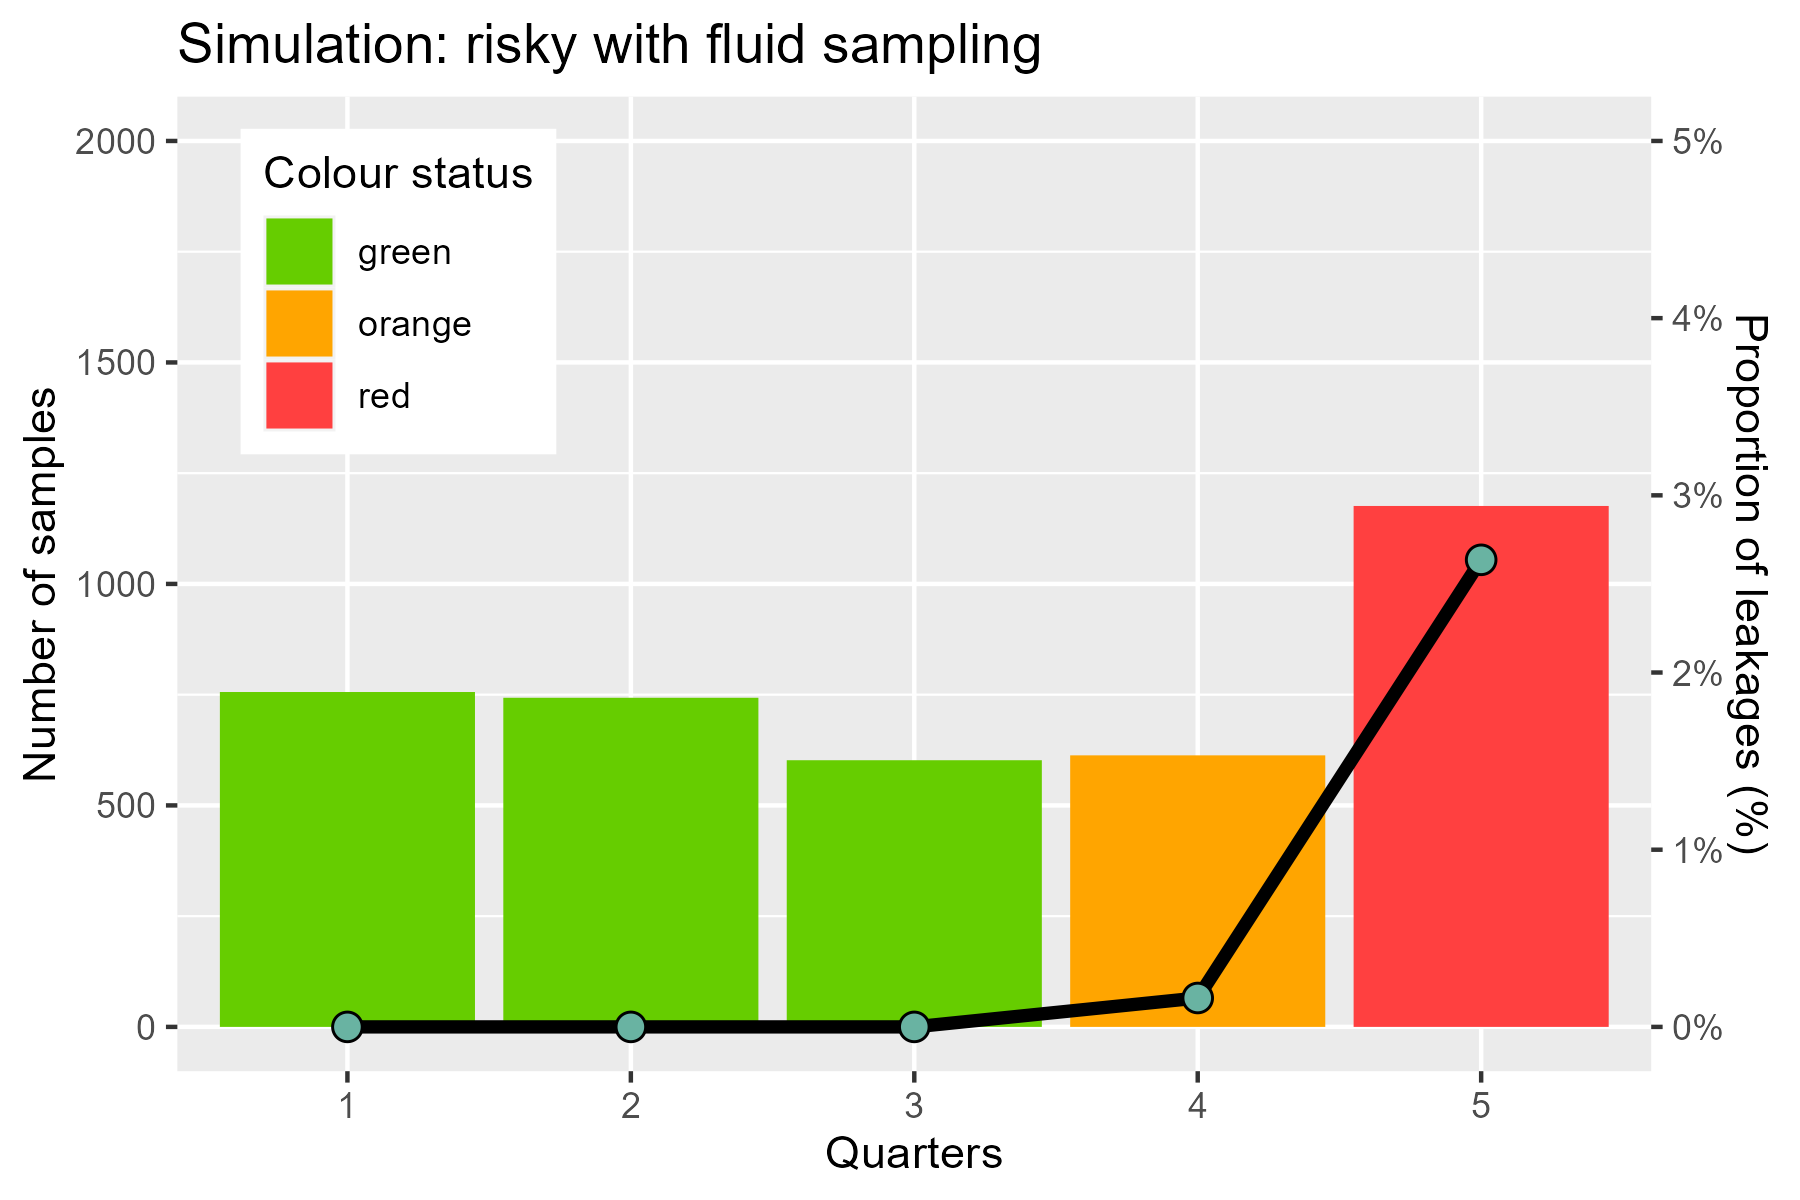 Simulation: risky with fluid sampling
Number of samples
2000
1500
1000
500
0
Colour status
green
orange
red
5%
4%
3%
2%
1%
0%
Proportion of leakages (%)
1 2 3 4 5
Quarters